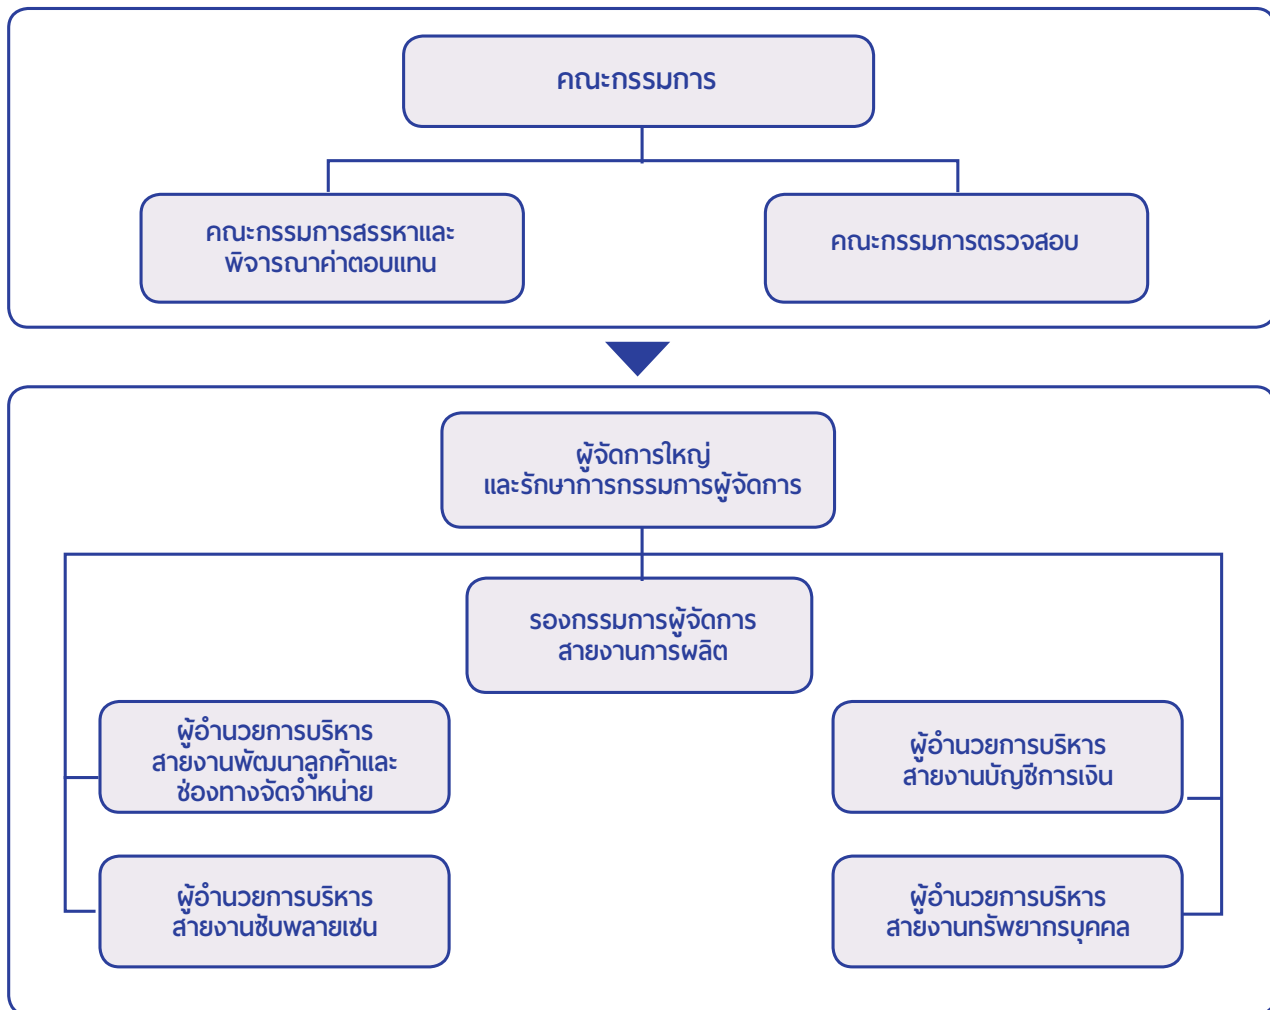 คณะกรรมการ
คณะกรรมการสรรหาและ
พิจารณาค่าตอบแทน
คณะกรรมการตรวจสอบ
ผู้จัดการใหญ่
และรักษาการกรรมการผู้จัดการ
รองกรรมการผู้จัดการ
สายงานการผลิต
ผู้อำนวยการบริหาร
สายงานพัฒนาลูกค้าและ
ช่องทางจัดจำหน่าย
ผู้อำนวยการบริหาร
สายงานบัญชีการเงิน
ผู้อำนวยการบริหาร
สายงานซับพลายเซน
ผู้อำนวยการบริหาร
สายงานทรัพยากรบุคคล